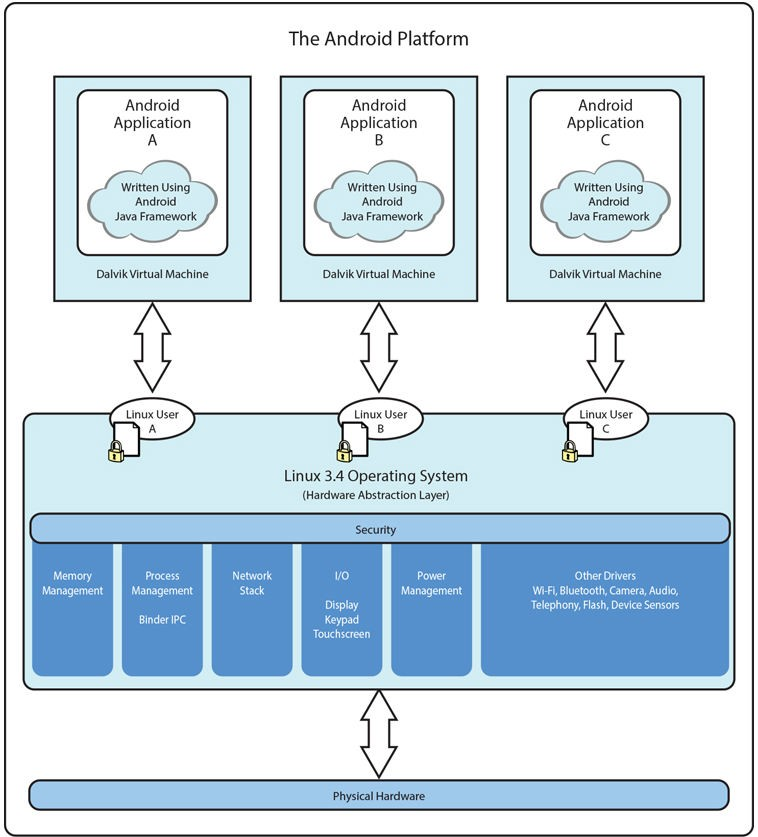 The Android Platform
Android
Application
A
Written Using
Android
Java Framework
Dalvik Virtual Machine
Android
Application
B
Written Using
Android
Java Framework
Dalvik Virtual Machine
Android
Application
C
Written Using
Android
Java Framework
Dalvik Virtual Machine
Linux User
A
Linux User
B
Linux User
C
Linux 3.4 Operating System
(Hardware Abstraction Layer)
Security
Memory
Management
Process
Management
Binder IPC
Network
Stack
I/O
Display
Keypad
Touchscreen
Power
Management
Other Drivers
Wi-Fi, Bluetooth, Camera, Audio,
Telephony, Flash, Device Sensors
Physical Hardware